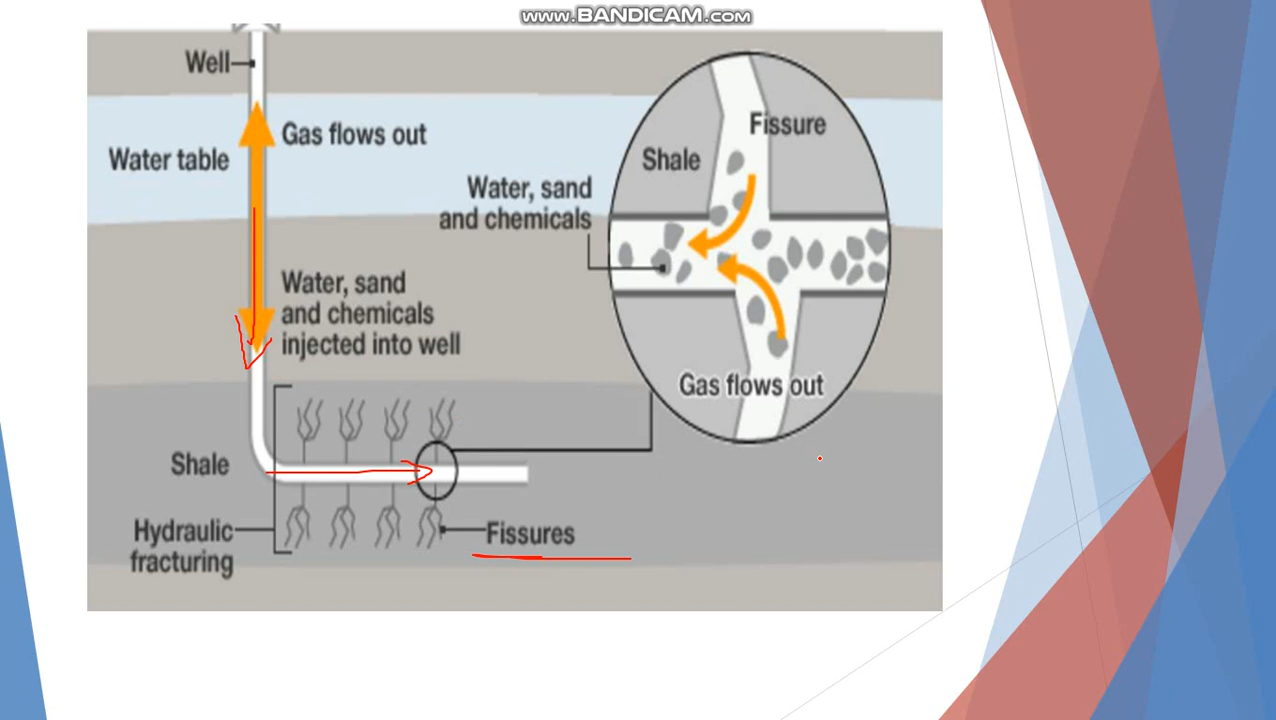 www.BANDICAM.com
Well
Gas flows out
Water table
Water, sand
and chemicals
injected into well
Shale
Hydraulic
fracturing
Fissures
Fissure
Shale
Water, sand
and chemicals
Gas flows out